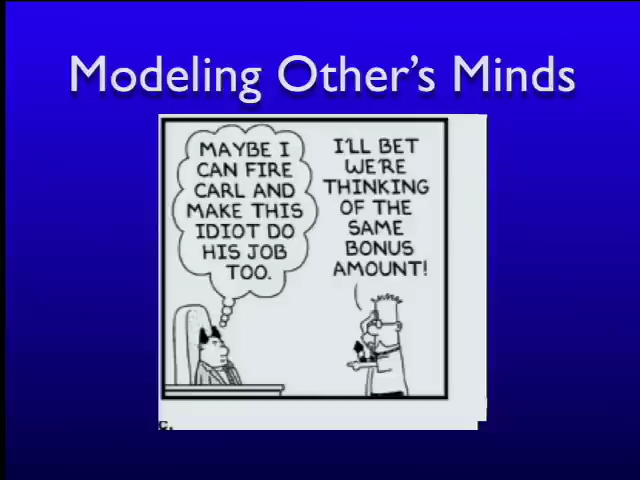 Modeling Other's Minds
MAYBE I
CAN FIRE
CARL AND
MAKE THIS
IDIOT DO
HIS JOB
TOO.
I'LL BET
WE'RE
THINKING
OF THE
SAME
BONUS
AMOUNT!
c.